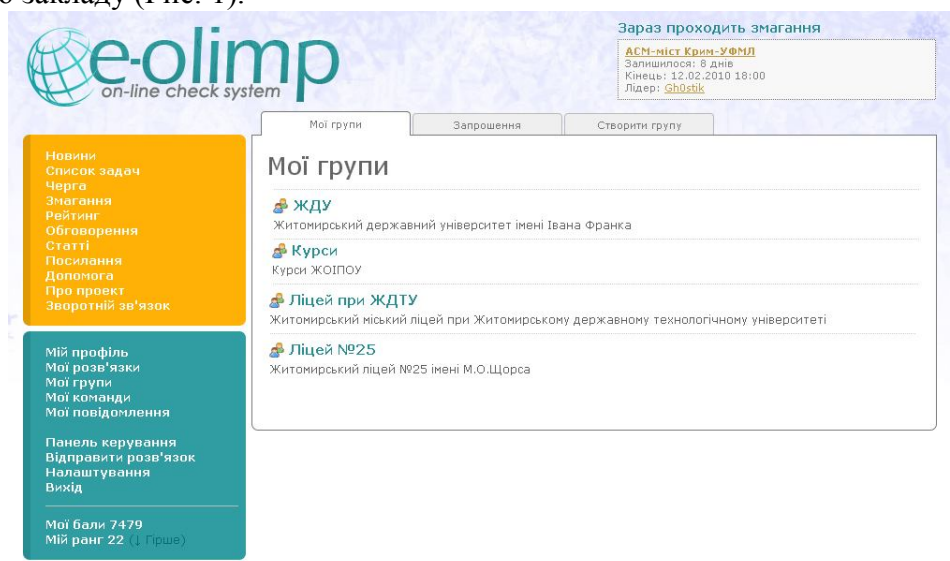 о закладу (Рис. 1).
e-olimp
on-line check system
Зараз проходить змагання
АСМ-міст Крим-УФМЛ
Залишилося: 8 днів
Кінець: 12.02.2010 18:00
Лідер: Gh0stik
Мої групи
Запрошення
Створити групу
Новини
Список задач
Черга
Змагання
Рейтинг
Обговорення
Статті
Посилання
Допомога
Про проект
Зворотній зв'язок
Мій профіль
Мої розв'язки
Мої групи
Мої команди
Мої повідомлення
Панель керування
Відправити розв'язок
Налаштування
Вихід
Мої бали 7479
Мій ранг 22 (↓ Гірше)
Мої групи
ЖДУ
Житомирський державний університет імені Івана Франка
Курси
Курси ЖОІПОУ
Ліцей при ЖДТУ
Житомирський міський ліцей при Житомирському державному технологічному університеті
Ліцей №25
Житомирський ліцей №25 імені М.О.Щорса